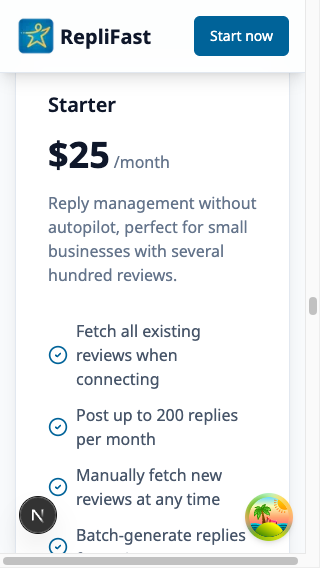 RepliFast
Start now
Starter
$25 /month
Reply management without
autopilot, perfect for small
businesses with several
hundred reviews.
Fetch all existing
reviews when
connecting
Post up to 200 replies
per month
Manually fetch new
reviews at any time
Batch-generate replies
N